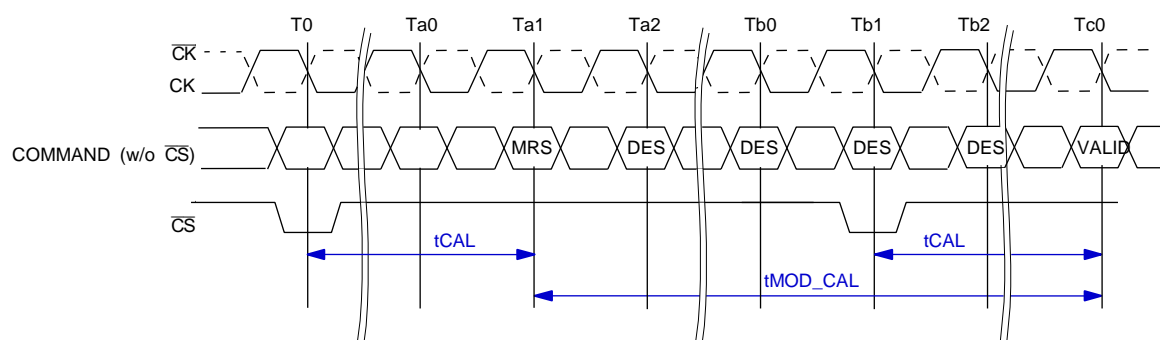 T0 Ta0 Ta1 Ta2 Tb0 Tb1 Tb2 Tc0
CK
CK
COMMAND (w/o CS) MRS DES DES DES DES VALID
CS
tCAL tCAL
tMOD_CAL